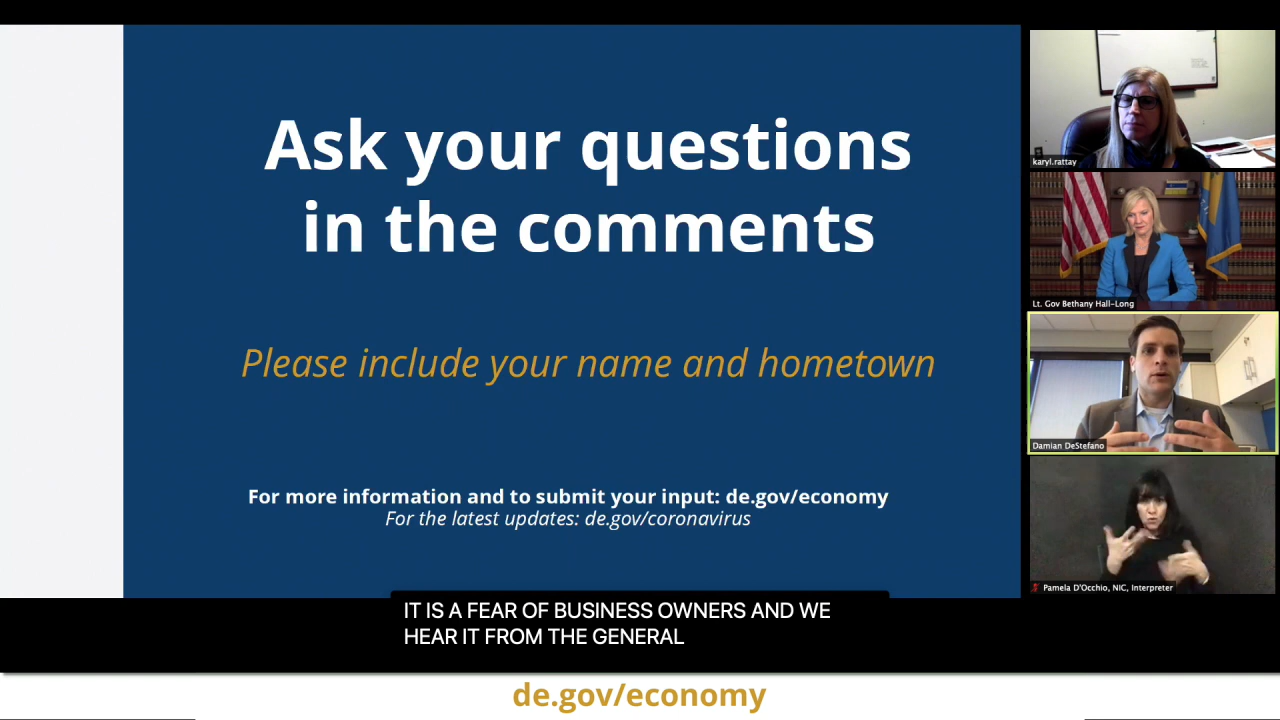 Ask your questions
in the comments
Please include your name and hometown
For more information and to submit your input: de.gov/economy
For the latest updates: de.gov/coronavirus
karyl.rattay
Lt. Gov Bethany Hall-Long
Damian DeStefano
Pamela D'Occhio, NIC, Interpreter
IT IS A FEAR OF BUSINESS OWNERS AND WE
HEAR IT FROM THE GENERAL
de.gov/economy